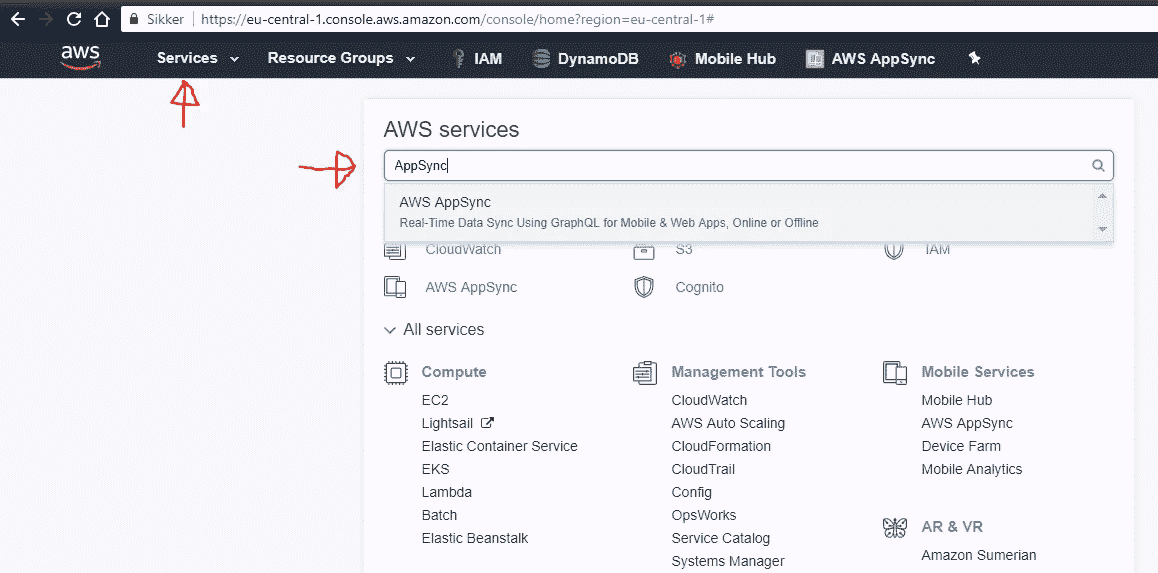 Sikker https://eu-central-1.console.aws.amazon.com/console/home?region=eu-central-1#
aws Services Resource Groups IAM DynamoDB Mobile Hub AWS AppSync
AWS services
AppSync
AWS AppSync
Real-Time Data Sync Using GraphQL for Mobile & Web Apps, Online or Offline
CloudWatch S3 IAM
AWS AppSync Cognito
All services
Compute Management Tools Mobile Services
EC2 CloudWatch Mobile Hub
Lightsail AWS Auto Scaling AWS AppSync
Elastic Container Service CloudFormation Device Farm
EKS CloudTrail Mobile Analytics
Lambda Config
Batch OpsWorks AR & VR
Elastic Beanstalk Service Catalog
Systems Manager Amazon Sumerian